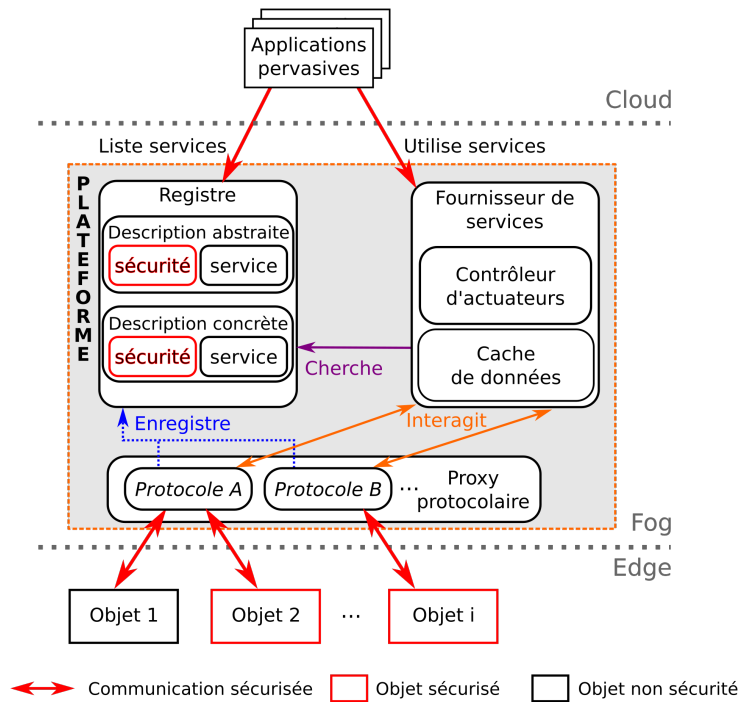 Applications
pervasives
Cloud
Liste services
Utilise services
PLATEFORME
Registre
Description abstraite
sécurité
service
Description concrète
sécurité
service
Fournisseur de
services
Contrôleur
d'actuateurs
Cache
de données
Cherche
Enregistre
Interagit
Protocole A
Protocole B
...
Proxy
protocolaire
Fog
Edge
Objet 1
Objet 2
...
Objet i
Communication sécurisée
Objet sécurisé
Objet non sécurité